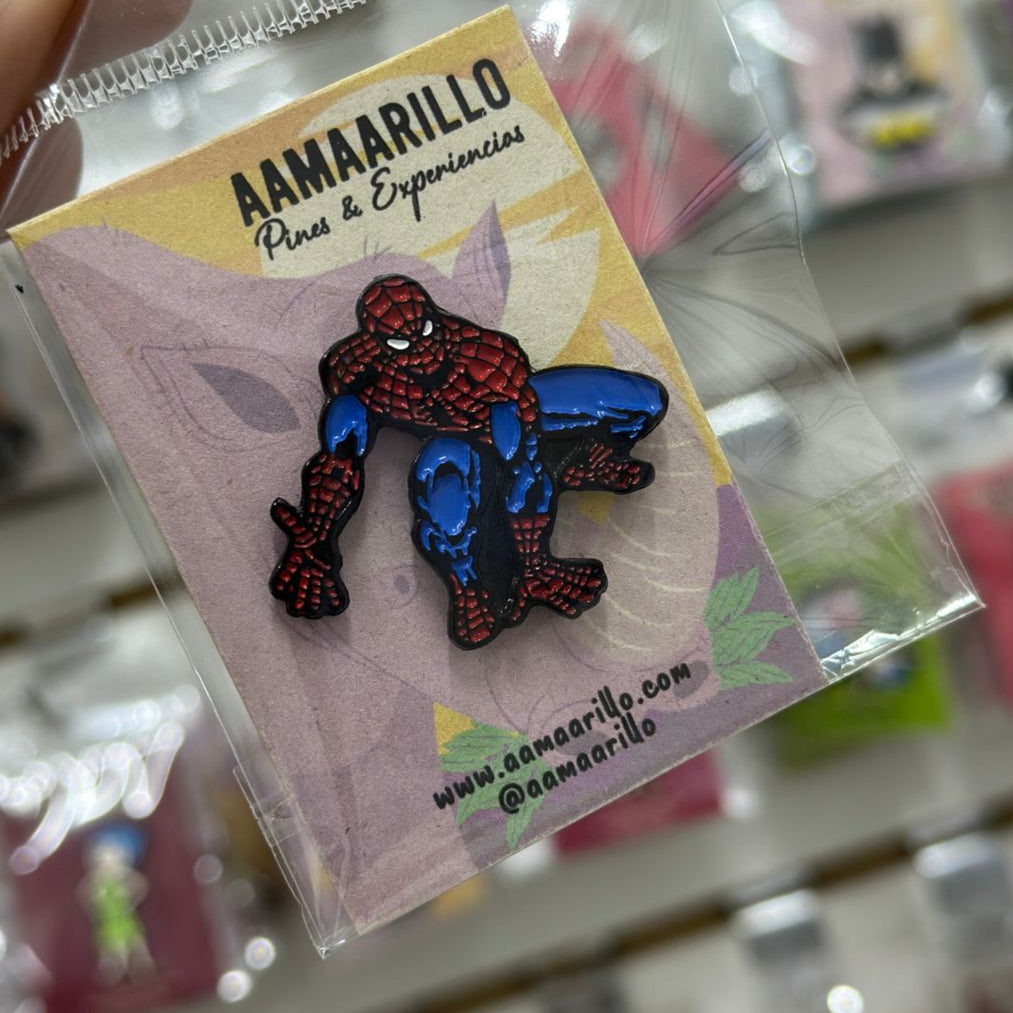 AAMAARILLO
Pines & Experiencias
www.aamaarillo.com
@aamaarillo